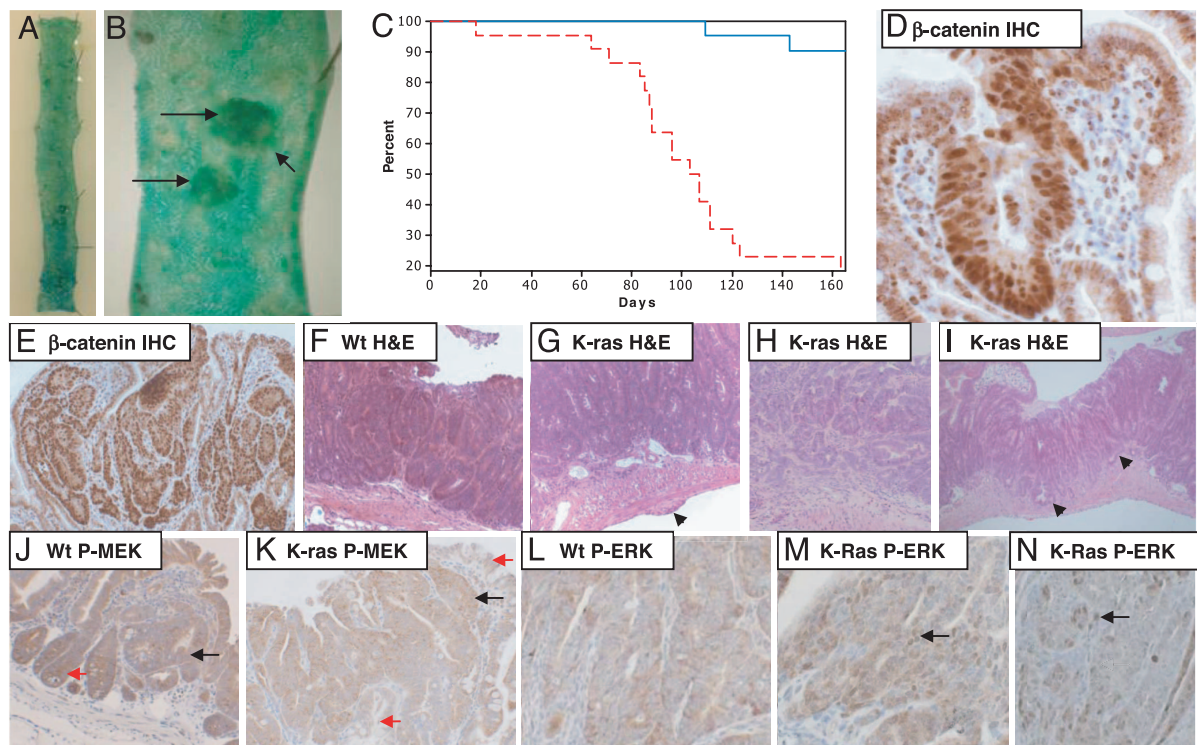 A
B
C
D β-catenin IHC
100
90
80
70
60
50
40
30
20
Percent
0 20 40 60 80 100 120 140 160
Days
E β-catenin IHC
F Wt H&E
G K-ras H&E
H K-ras H&E
I K-ras H&E
J Wt P-MEK
K K-ras P-MEK
L Wt P-ERK
M K-Ras P-ERK
N K-Ras P-ERK